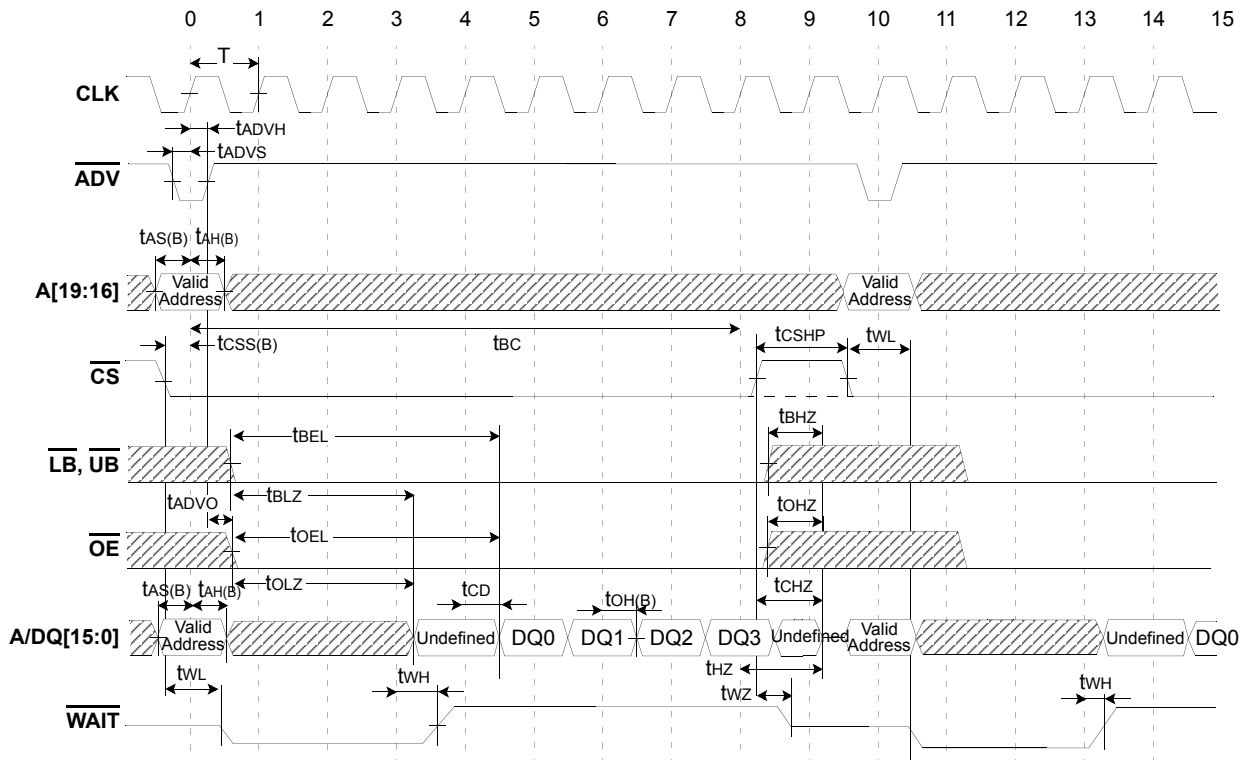 0 1 2 3 4 5 6 7 8 9 10 11 12 13 14 15
T
CLK
tADVH
tADVS
ADV
tAS(B) tAH(B)
A[19:16] Valid Address Valid Address
tCSS(B) tBC tCSHP tWL
CS
tBEL tBHZ
LB, UB
tADVO tBLZ
tOEL tOHZ
OE
tAS(B) tAH(B) tOLZ tCD tOH(B) tCHZ
A/DQ[15:0] Valid Address Undefined DQ0 DQ1 DQ2 DQ3 Undefined Valid Address Undefined DQ0
tHZ
tWL tWH tWZ tWH
WAIT